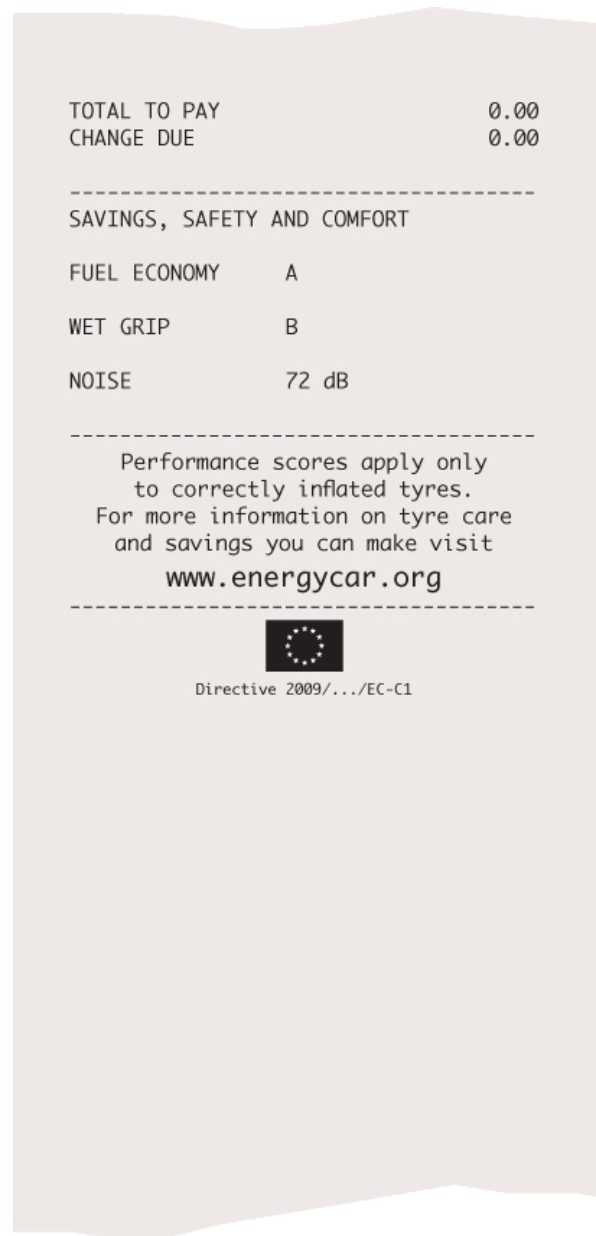 TOTAL TO PAY 0.00
CHANGE DUE 0.00
-------------------------------------
SAVINGS, SAFETY AND COMFORT
FUEL ECONOMY A
WET GRIP B
NOISE 72 dB
-------------------------------------
Performance scores apply only
to correctly inflated tyres.
For more information on tyre care
and savings you can make visit
www.energycar.org
-------------------------------------
Directive 2009/.../EC-C1